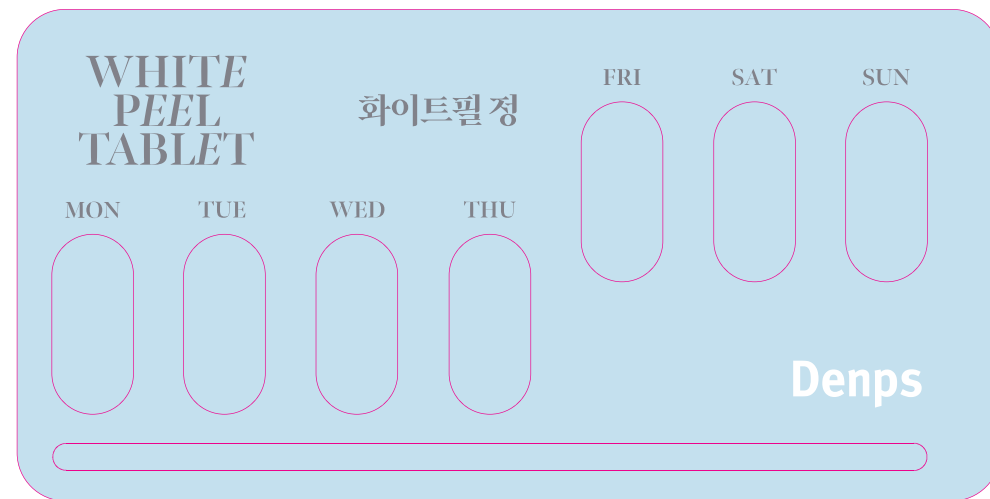 WHITE
PEEL
TABLET
화이트필 정
FRI SAT SUN
MON TUE WED THU
Denps